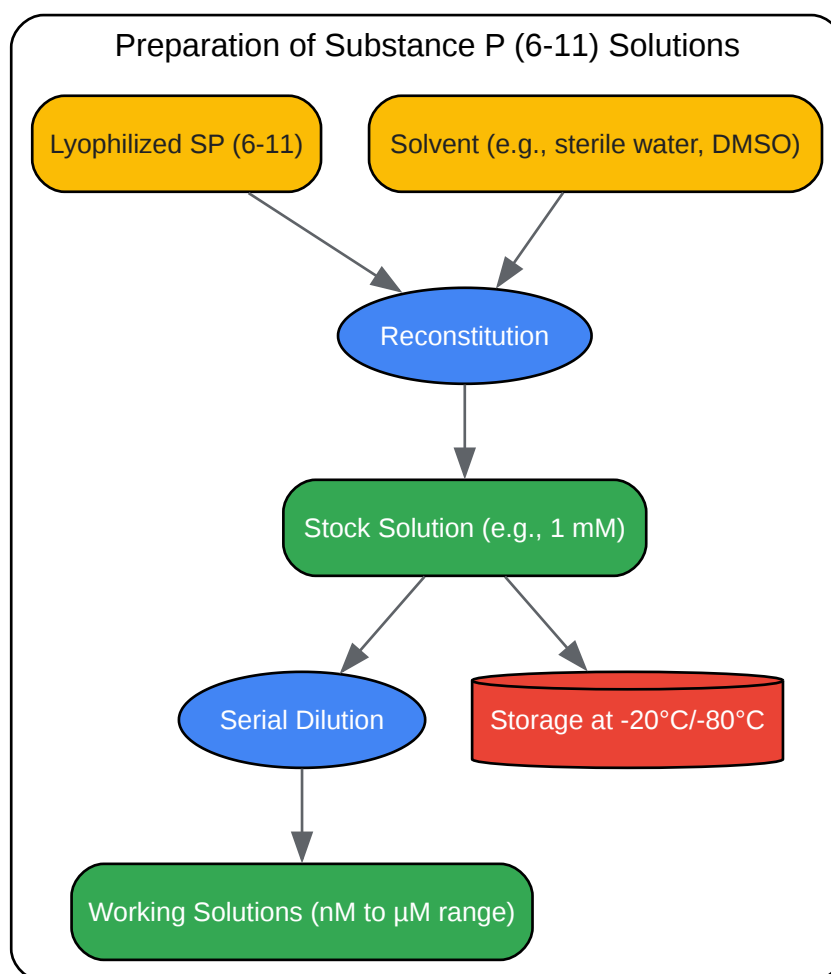 Preparation of Substance P (6-11) Solutions
Lyophilized SP (6-11)
Solvent (e.g., sterile water, DMSO)
Reconstitution
Stock Solution (e.g., 1 mM)
Serial Dilution
Storage at -20°C/-80°C
Working Solutions (nM to µM range)